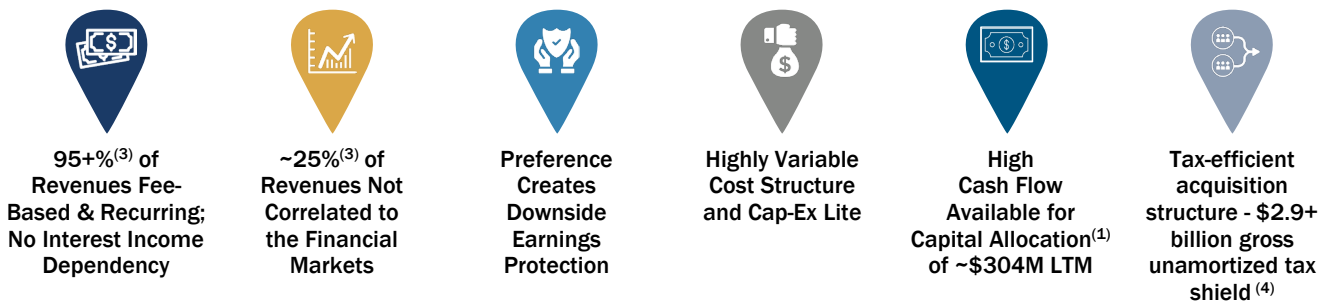 95+%(3) of
Revenues Fee-
Based & Recurring;
No Interest Income
Dependency
~25%(3) of
Revenues Not
Correlated to
the Financial
Markets
Preference
Creates
Downside
Earnings
Protection
Highly Variable
Cost Structure
and Cap-Ex Lite
High
Cash Flow
Available for
Capital Allocation(1)
of ~$304M LTM
Tax-efficient
acquisition
structure - $2.9+
billion gross
unamortized tax
shield (4)